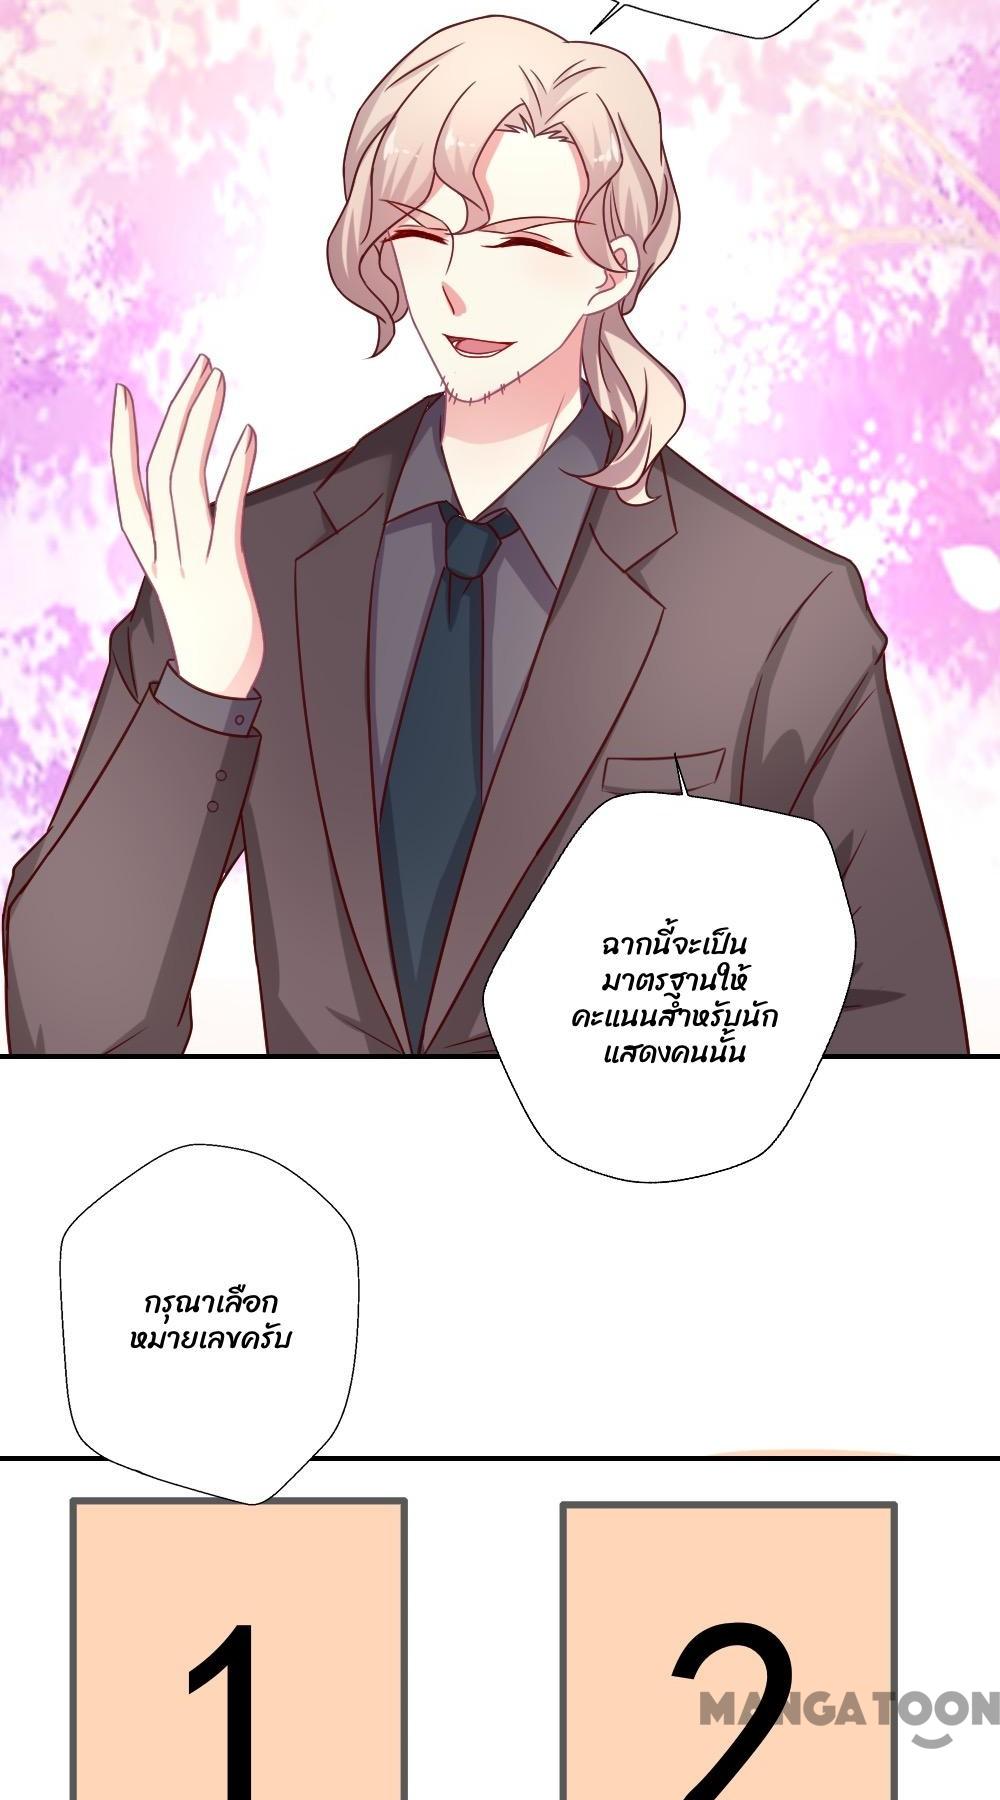 ฉากนี้จะเป็น
มาตรฐานให้
คะแนนสำหรับนัก
แสดงคนนั้น
กรุณาเลือก
หมายเลขครับ
1
2
MANGATOON